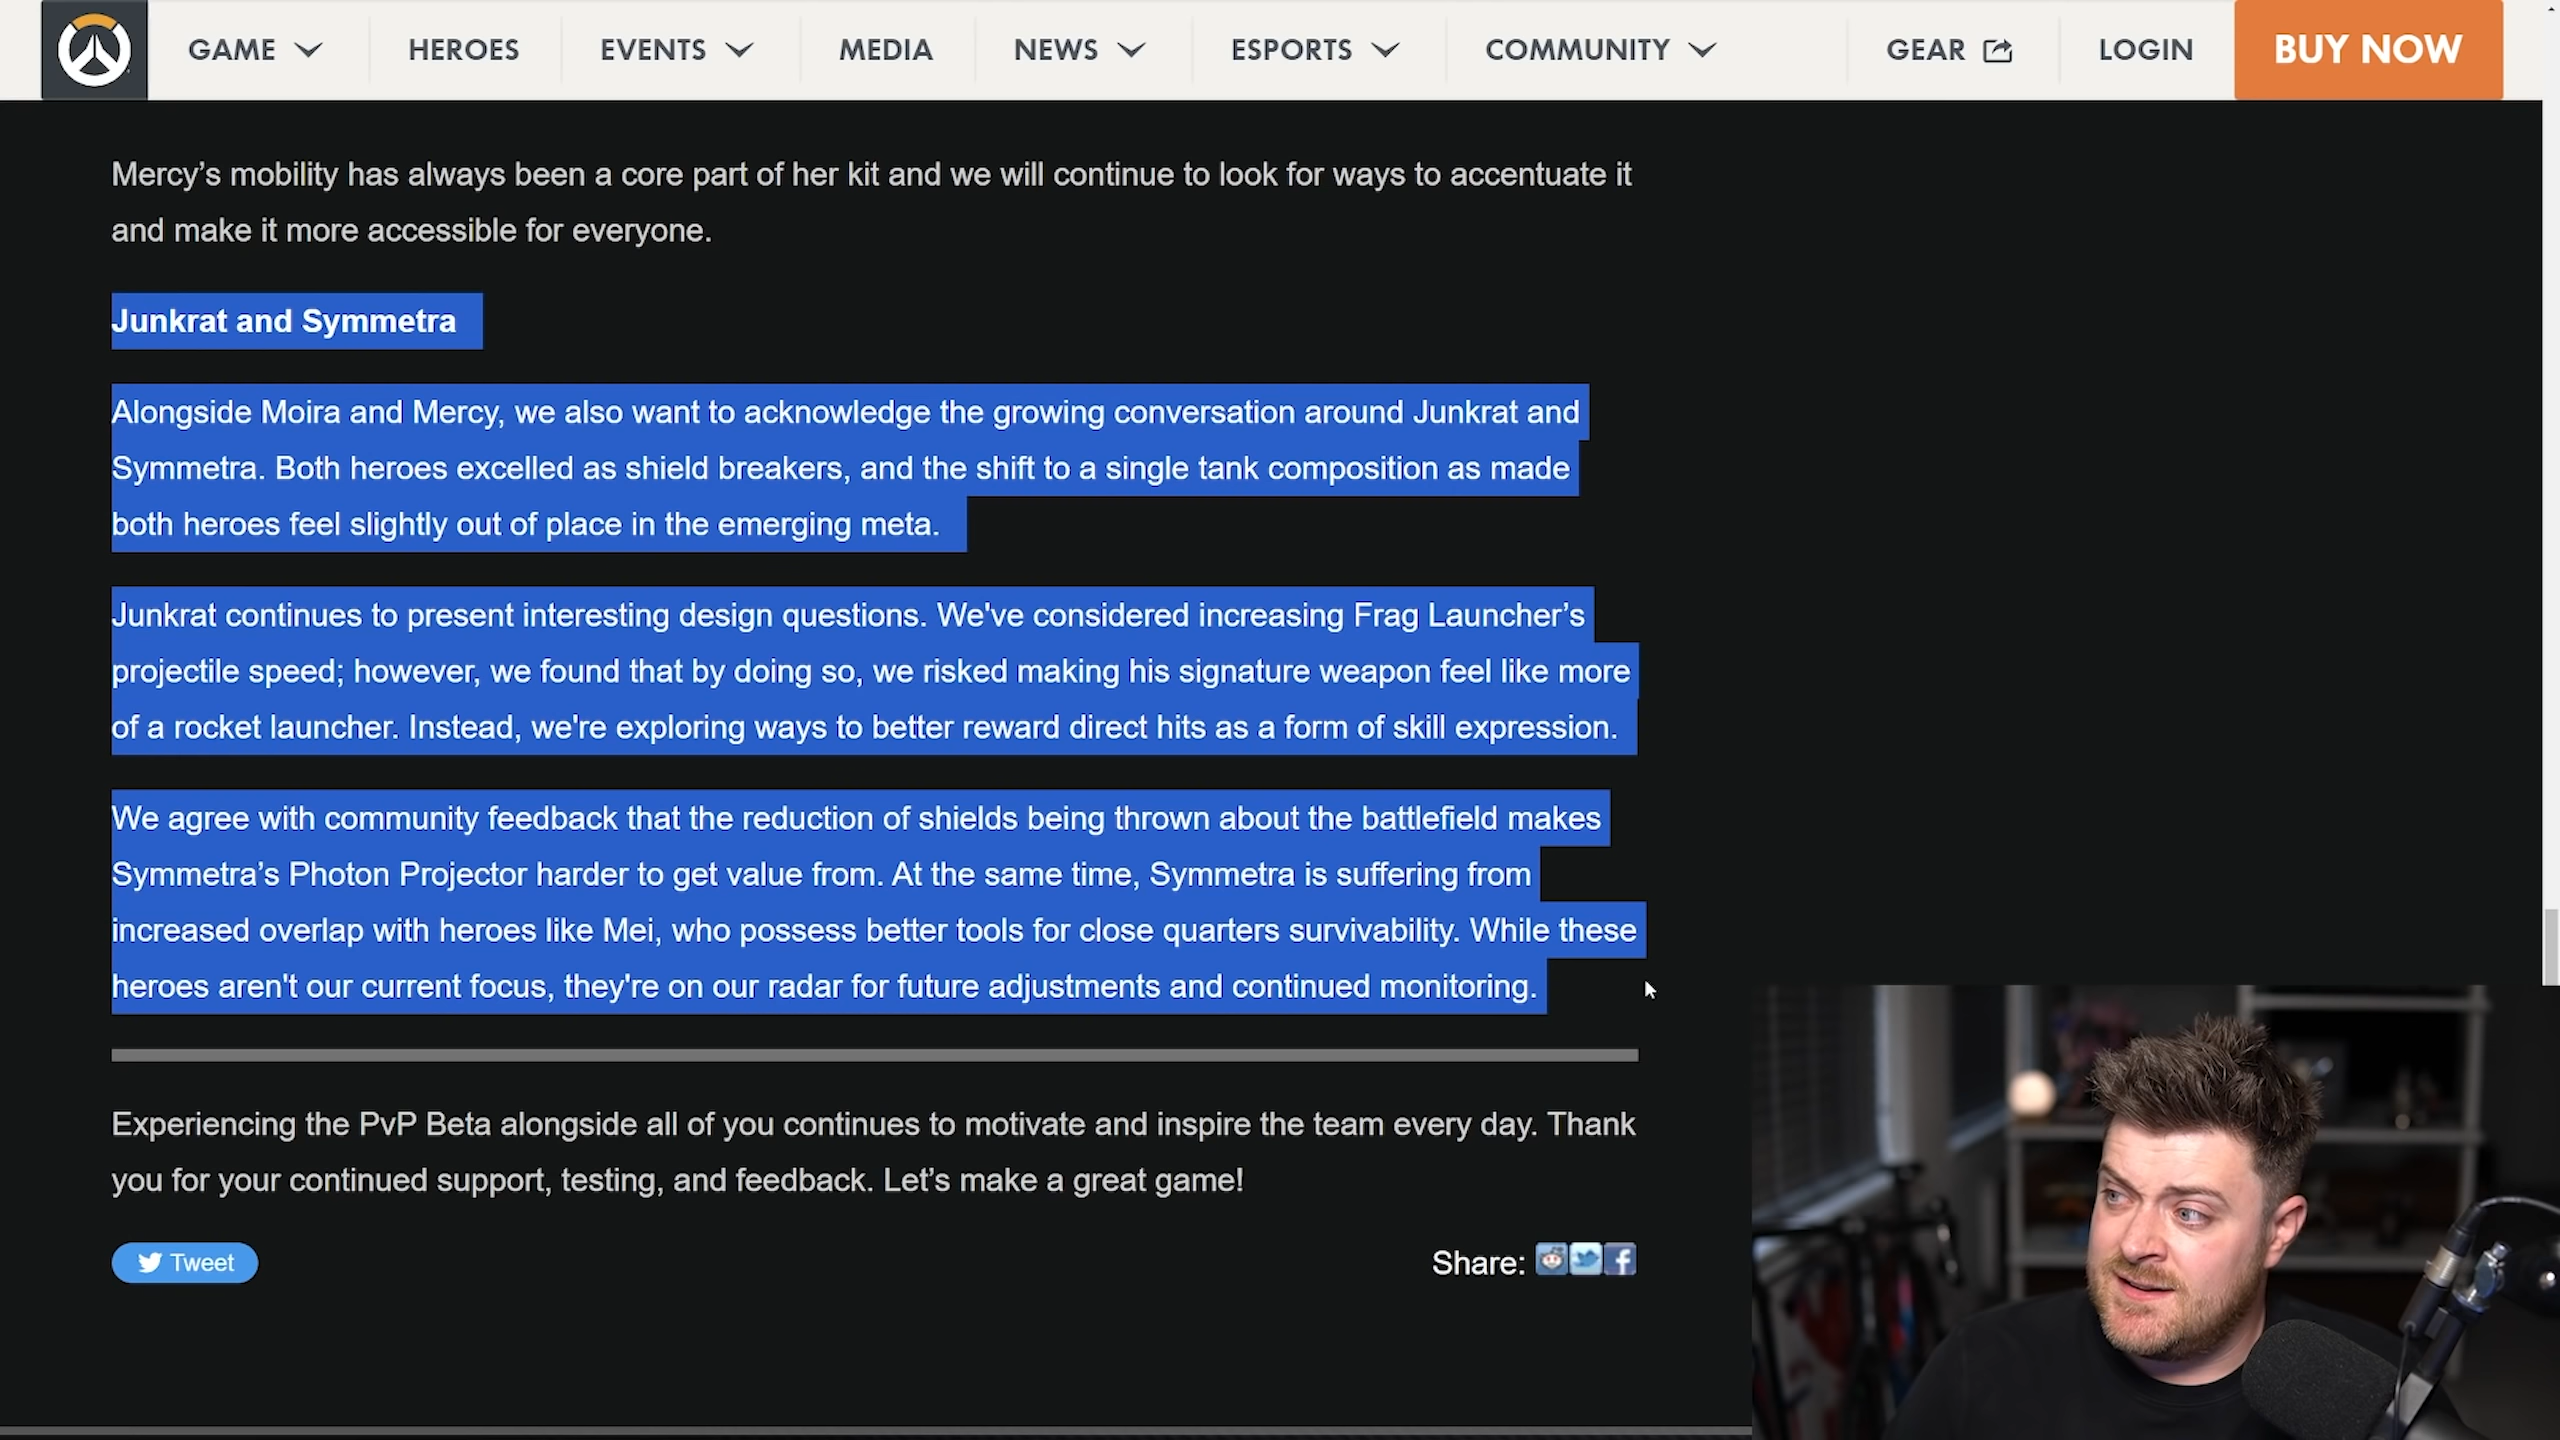 GAME HEROES EVENTS MEDIA NEWS ESPORTS COMMUNITY GEAR LOGIN BUY NOW
Mercy’s mobility has always been a core part of her kit and we will continue to look for ways to accentuate it
and make it more accessible for everyone.
Junkrat and Symmetra
Alongside Moira and Mercy, we also want to acknowledge the growing conversation around Junkrat and
Symmetra. Both heroes excelled as shield breakers, and the shift to a single tank composition as made
both heroes feel slightly out of place in the emerging meta.
Junkrat continues to present interesting design questions. We've considered increasing Frag Launcher’s
projectile speed; however, we found that by doing so, we risked making his signature weapon feel like more
of a rocket launcher. Instead, we're exploring ways to better reward direct hits as a form of skill expression.
We agree with community feedback that the reduction of shields being thrown about the battlefield makes
Symmetra’s Photon Projector harder to get value from. At the same time, Symmetra is suffering from
increased overlap with heroes like Mei, who possess better tools for close quarters survivability. While these
heroes aren't our current focus, they're on our radar for future adjustments and continued monitoring.
Experiencing the PvP Beta alongside all of you continues to motivate and inspire the team every day. Thank
you for your continued support, testing, and feedback. Let’s make a great game!
Tweet Share: